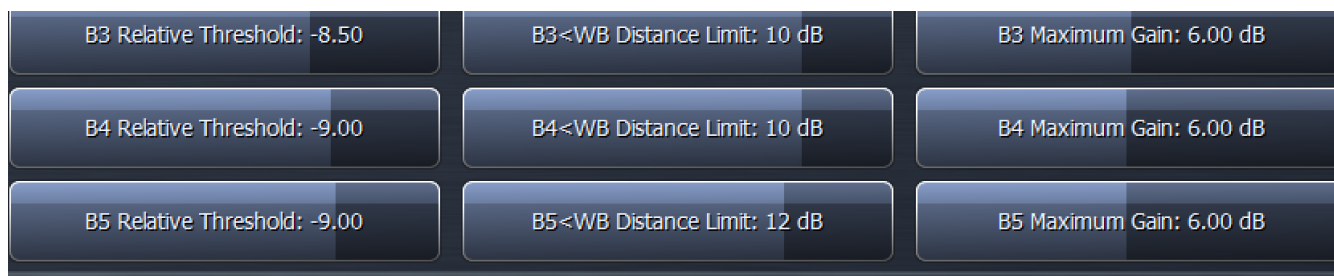 B3 Relative Threshold: -8.50 B3<WB Distance Limit: 10 dB B3 Maximum Gain: 6.00 dB
B4 Relative Threshold: -9.00 B4<WB Distance Limit: 10 dB B4 Maximum Gain: 6.00 dB
B5 Relative Threshold: -9.00 B5<WB Distance Limit: 12 dB B5 Maximum Gain: 6.00 dB